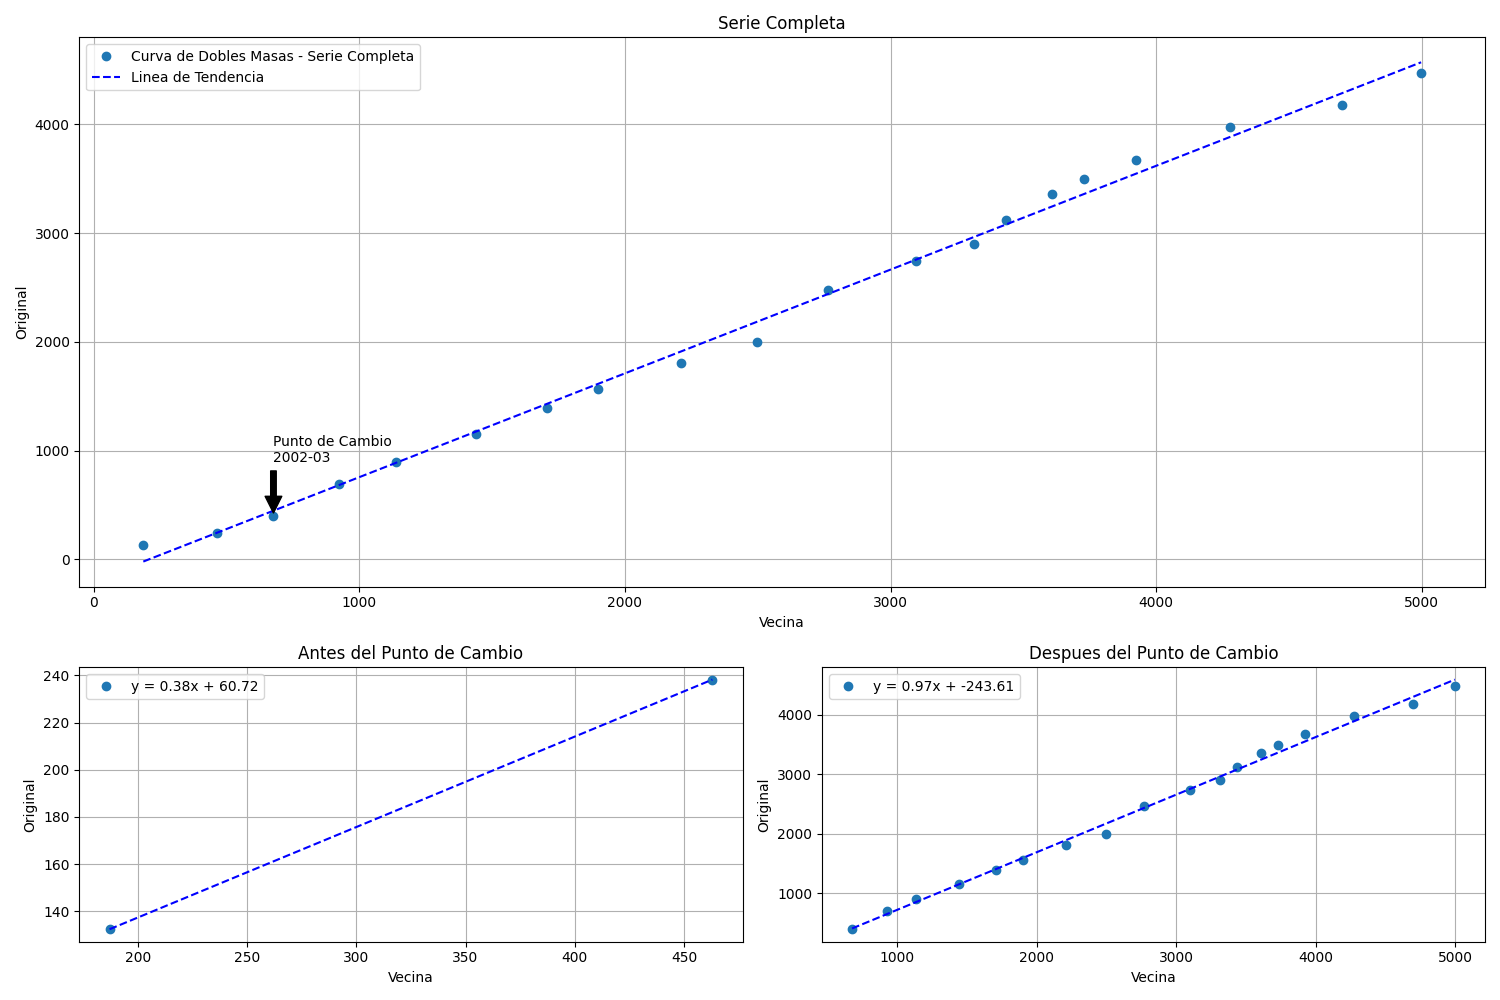 Serie Completa
Curva de Dobles Masas - Serie Completa
Linea de Tendencia
Original
4000
3000
2000
1000
0
Punto de Cambio
2002-03
0 1000 2000 3000 4000 5000
Vecina
Antes del Punto de Cambio
y = 0.38x + 60.72
Original
240
220
200
180
160
140
200 250 300 350 400 450
Vecina
Despues del Punto de Cambio
y = 0.97x + -243.61
Original
4000
3000
2000
1000
1000 2000 3000 4000 5000
Vecina